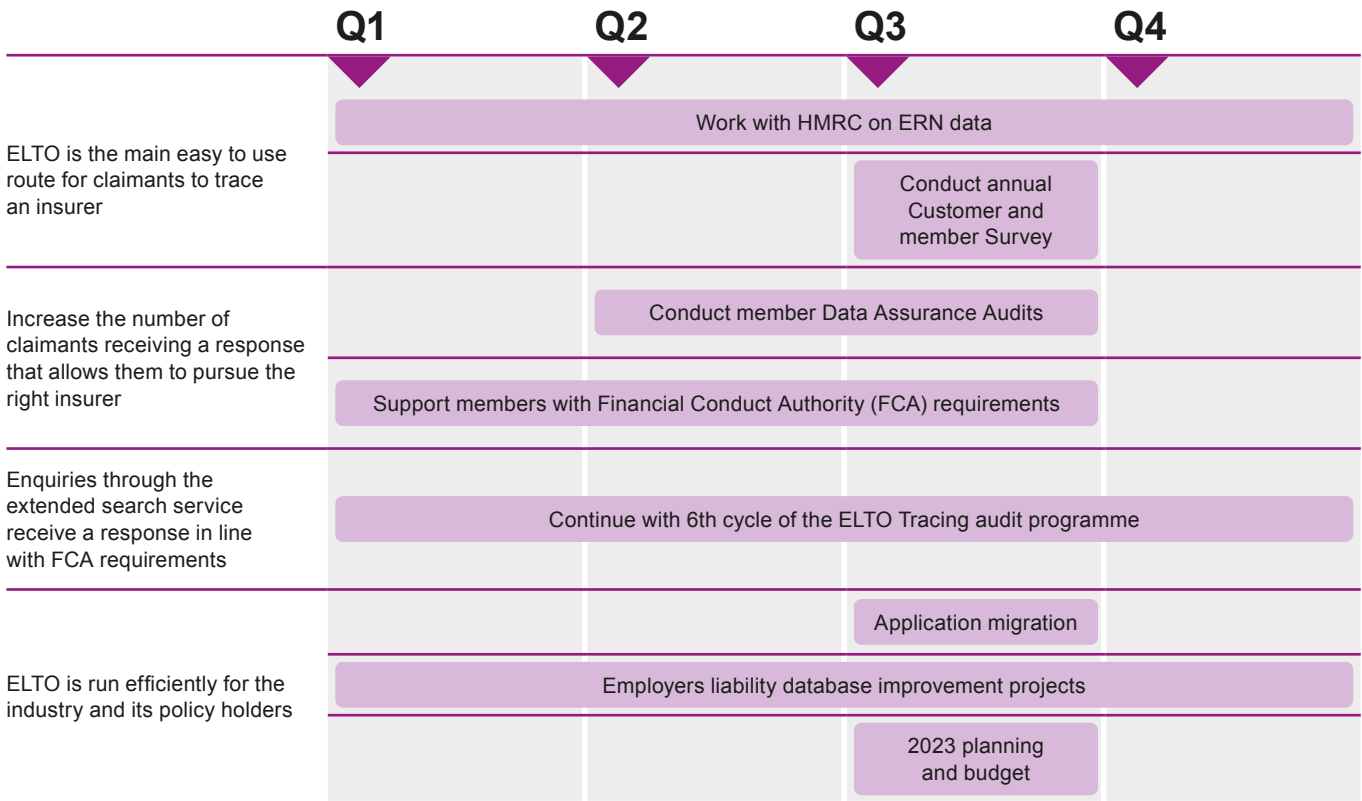 Q1
Q2
Q3
Q4
ELTO is the main easy to use
route for claimants to trace
an insurer
Work with HMRC on ERN data
Conduct annual
Customer and
member Survey
Increase the number of
claimants receiving a response
that allows them to pursue the
right insurer
Conduct member Data Assurance Audits
Support members with Financial Conduct Authority (FCA) requirements
Enquiries through the
extended search service
receive a response in line
with FCA requirements
Continue with 6th cycle of the ELTO Tracing audit programme
ELTO is run efficiently for the
industry and its policy holders
Application migration
Employers liability database improvement projects
2023 planning
and budget